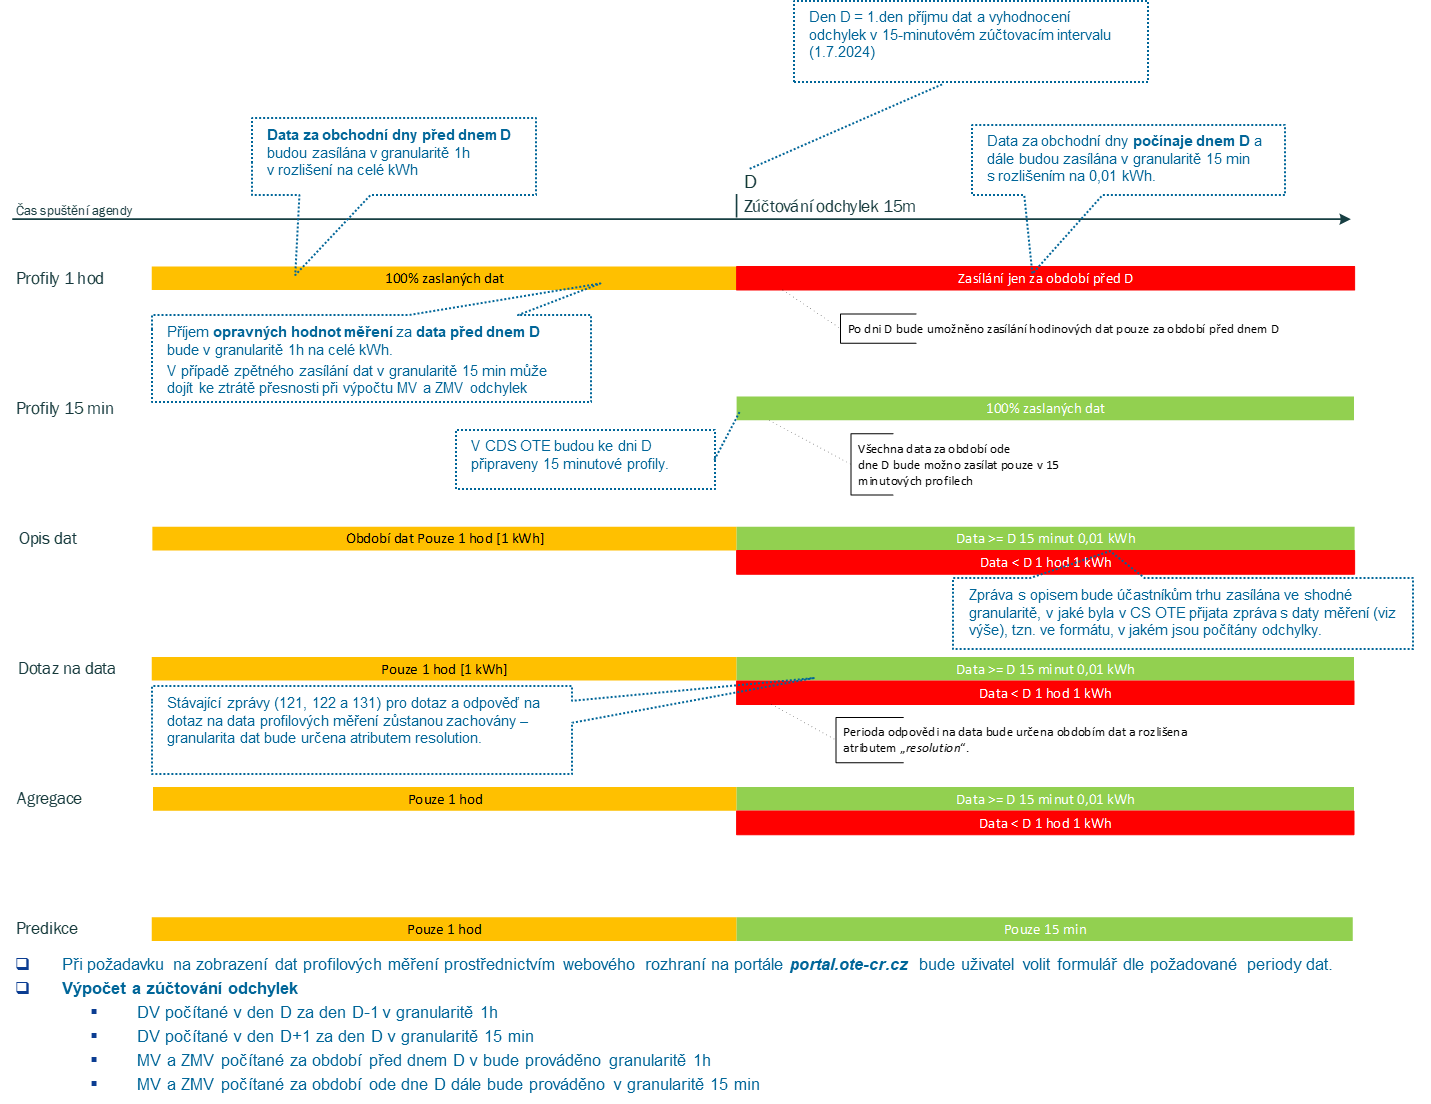 Den D = 1.den příjmu dat a vyhodnocení
odchylek v 15-minutovém zúčtovacím intervalu
(1.7.2024)
Data za obchodní dny před dnem D
budou zasílána v granularitě 1h
v rozlišení na celé kWh
Data za obchodní dny počínaje dnem D a
dále budou zasílána v granularitě 15 min
s rozlišením na 0,01 kWh.
D
Zúčtování odchylek 15m
Čas spuštění agendy
Profily 1 hod
100% zaslaných dat
Zasílání jen za období před D
Příjem opravných hodnot měření za data před dnem D
bude v granularitě 1h na celé kWh.
V případě zpětného zasílání dat v granularitě 15 min může
dojít ke ztrátě přesnosti při výpočtu MV a ZMV odchylek
Po dni D bude umožněno zasílání hodinových dat pouze za období před dnem D
Profily 15 min
100% zaslaných dat
V CDS OTE budou ke dni D
připraveny 15 minutové profily.
Všechna data za období ode
dne D bude možno zasílat pouze v 15
minutových profilech
Opis dat
Období dat Pouze 1 hod [1 kWh]
Data >= D 15 minut 0,01 kWh
Data < D 1 hod 1 kWh
Zpráva s opisem bude účastníkům trhu zasílána ve shodné
granularitě, v jaké byla v CS OTE přijata zpráva s daty měření (viz
výše), tzn. ve formátu, v jakém jsou počítány odchylky.
Dotaz na data
Pouze 1 hod [1 kWh]
Data >= D 15 minut 0,01 kWh
Data < D 1 hod 1 kWh
Stávající zprávy (121, 122 a 131) pro dotaz a odpověď na
dotaz na data profilových měření zůstanou zachovány –
granularita dat bude určena atributem resolution.
Perioda odpovědi na data bude určena obdobím dat a rozlišena
atributem „resolution“.
Agregace
Pouze 1 hod
Data >= D 15 minut 0,01 kWh
Data < D 1 hod 1 kWh
Predikce
Pouze 1 hod
Pouze 15 min
Při požadavku na zobrazení dat profilových měření prostřednictvím webového rozhraní na portále portal.ote-cr.cz bude uživatel volit formulář dle požadované periody dat.
Výpočet a zúčtování odchylek
DV počítané v den D za den D-1 v granularitě 1h
DV počítané v den D+1 za den D v granularitě 15 min
MV a ZMV počítané za období před dnem D v bude prováděno granularitě 1h
MV a ZMV počítané za období ode dne D dále bude prováděno v granularitě 15 min